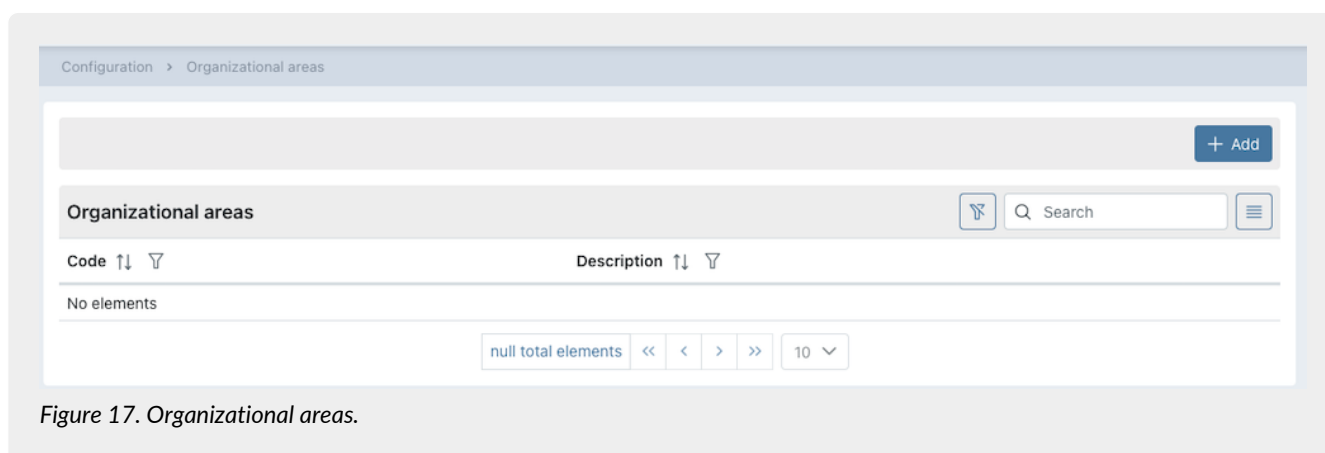 Configuration > Organizational areas
+ Add
Organizational areas
Search
Code
Description
No elements
null total elements << < > >> 10
Figure 17. Organizational areas.